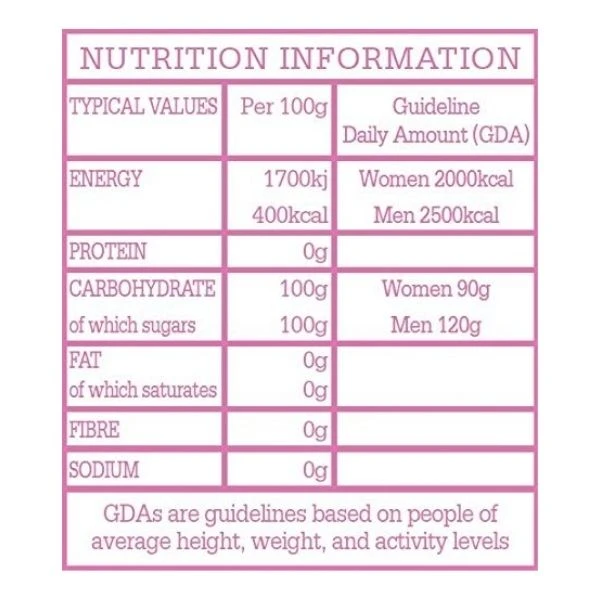 NUTRITION INFORMATION
TYPICAL VALUES Per 100g Guideline
Daily Amount (GDA)
ENERGY 1700kj Women 2000kcal
400kcal Men 2500kcal
PROTEIN 0g
CARBOHYDRATE 100g Women 90g
of which sugars 100g Men 120g
FAT 0g
of which saturates 0g
FIBRE 0g
SODIUM 0g
GDAs are guidelines based on people of
average height, weight, and activity levels